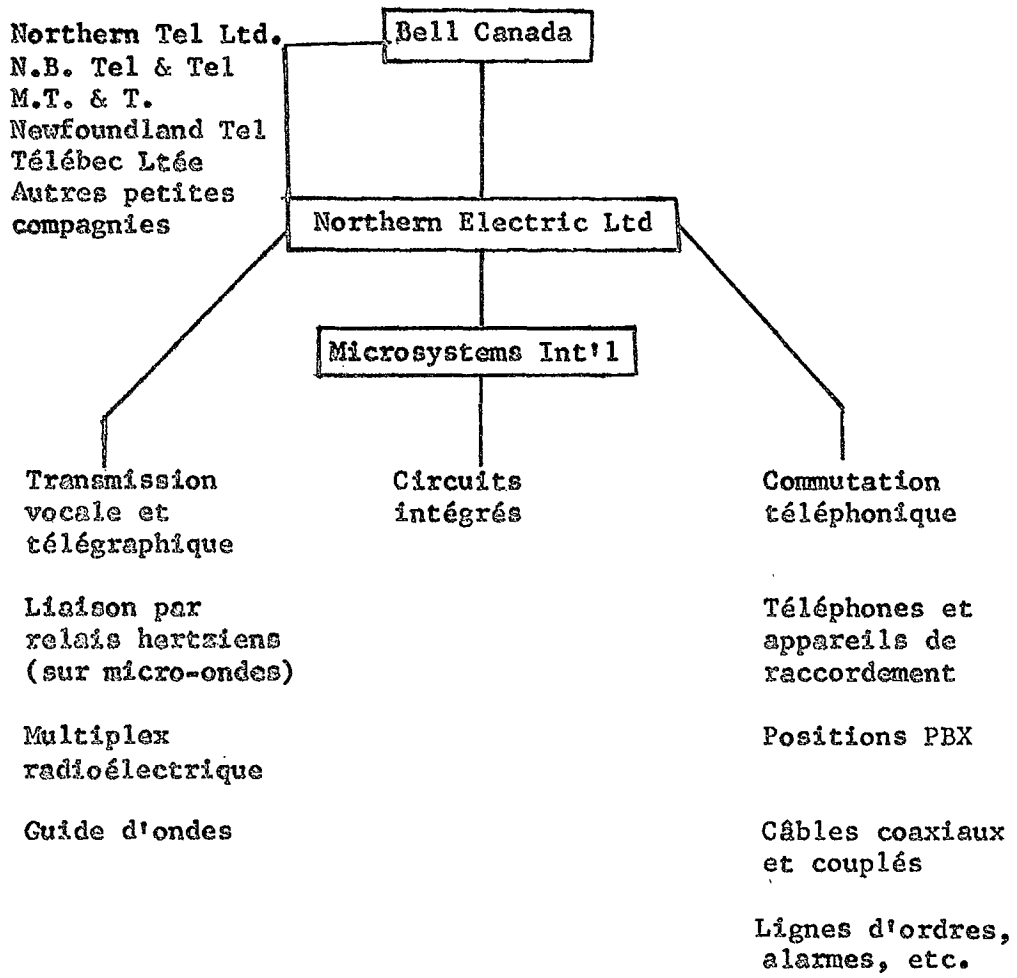 Northern Tel Ltd.
N.B. Tel & Tel
M.T. & T.
Newfoundland Tel
Télébec Ltée
Autres petites
compagnies
Bell Canada
Northern Electric Ltd
Microsystems Int'l
Transmission
vocale et
télégraphique
Liaison par
relais hertziens
(sur micro-ondes)
Multiplex
radioélectrique
Guide d'ondes
Circuits
intégrés
Commutation
téléphonique
Téléphones et
appareils de
raccordement
Positions PBX
Câbles coaxiaux
et couplés
Lignes d'ordres,
alarmes, etc.